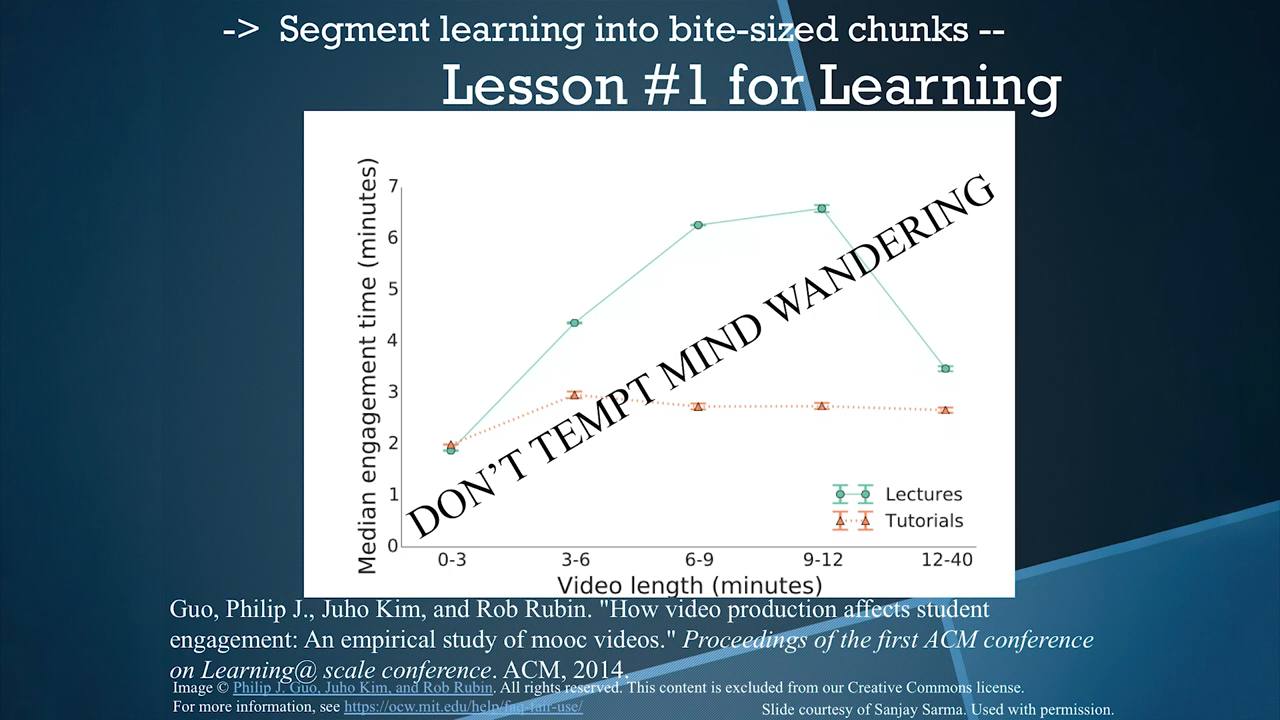 -> Segment learning into bite-sized chunks --
Lesson #1 for Learning
Median engagement time (minutes)
7
6
5
4
3
2
1
0
DON'T TEMPT MIND WANDERING
Lectures
Tutorials
0-3 3-6 6-9 9-12 12-40
Video length (minutes)
Guo, Philip J., Juho Kim, and Rob Rubin. "How video production affects student
engagement: An empirical study of mooc videos." Proceedings of the first ACM conference
on Learning@ scale conference. ACM, 2014.
Image © Philip J. Guo, Juho Kim, and Rob Rubin. All rights reserved. This content is excluded from our Creative Commons license.
For more information, see https://ocw.mit.edu/help/faq-fair-use/
Slide courtesy of Sanjay Sarma. Used with permission.